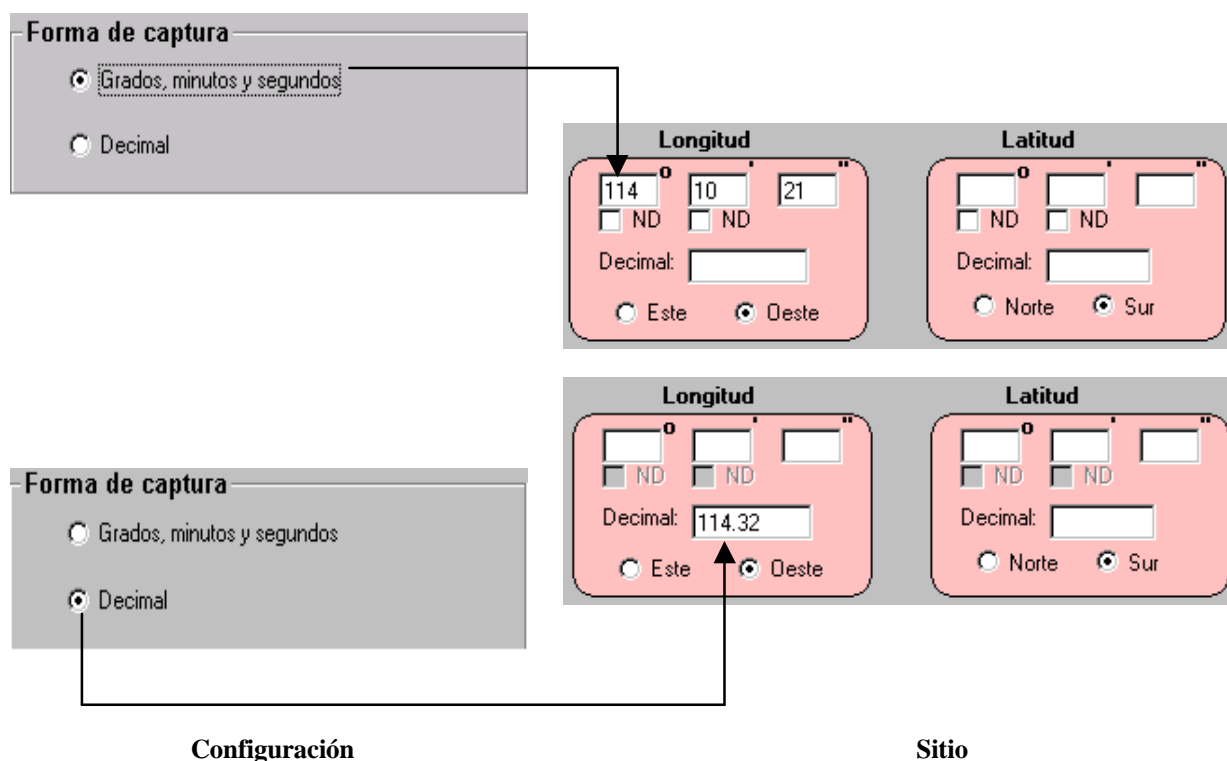 Forma de captura
Grados, minutos y segundos
Decimal
Longitud Latitud
o ' " o ' "
114 10 21
ND ND ND ND
Decimal: Decimal:
Este Oeste Norte Sur
Longitud Latitud
o ' " o ' "
ND ND ND ND
Forma de captura
Decimal: 114.32 Decimal:
Grados, minutos y segundos
Este Oeste Norte Sur
Decimal
Configuración Sitio